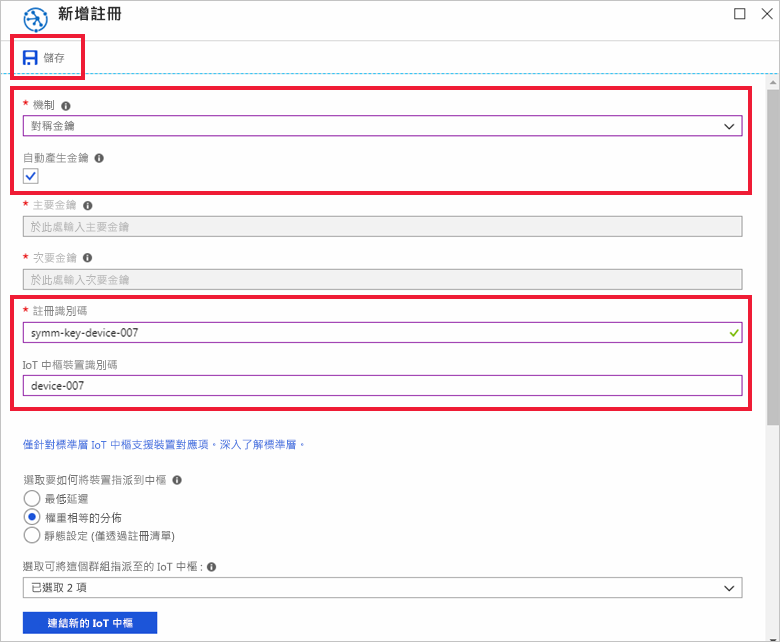 新增註冊
儲存
* 機制
對稱金鑰
自動產生金鑰
* 主要金鑰
於此處輸入主要金鑰
* 次要金鑰
於此處輸入次要金鑰
* 註冊識別碼
symm-key-device-007
IoT 中樞裝置識別碼
device-007
僅針對標準層 IoT 中樞支援裝置對應項。深入了解標準層。
選取要如何將裝置指派到中樞
最低延遲
權重相等的分佈
靜態設定 (僅透過註冊清單)
選取可將這個群組指派至的 IoT 中樞:
已選取 2 項
連結新的 IoT 中樞